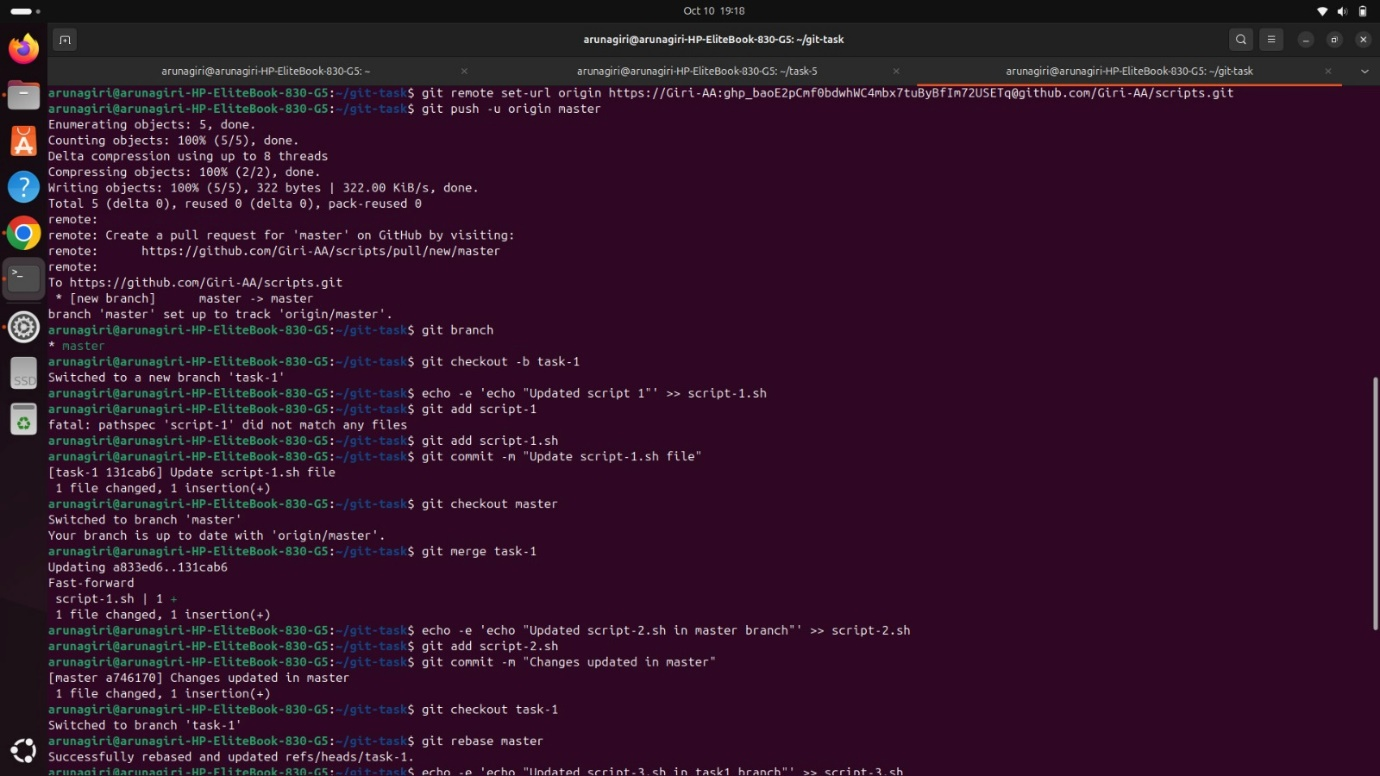 Oct 10 19:18
arunagiri@arunagiri-HP-EliteBook-830-G5: ~/git-task
arunagiri@arunagiri-HP-EliteBook-830-G5: ~
arunagiri@arunagiri-HP-EliteBook-830-G5: ~/task-5
arunagiri@arunagiri-HP-EliteBook-830-G5: ~/git-task
arunagiri@arunagiri-HP-EliteBook-830-G5:~/git-task$ git remote set-url origin
arunagiri@arunagiri-HP-EliteBook-830-G5:~/git-task$ git push -u origin master
Enumerating objects: 5, done.
Counting objects: 100% (5/5), done.
Delta compression using up to 8 threads
Compressing objects: 100% (2/2), done.
Writing objects: 100% (5/5), 322 bytes | 322.00 KiB/s, done.
Total 5 (delta 0), reused 0 (delta 0), pack-reused 0
remote:
remote: Create a pull request for 'master' on GitHub by visiting:
remote:      https://github.com/Giri-AA/scripts/pull/new/master
remote:
To https://github.com/Giri-AA/scripts.git
 * [new branch]      master -> master
branch 'master' set up to track 'origin/master'.
arunagiri@arunagiri-HP-EliteBook-830-G5:~/git-task$ git branch
* master
arunagiri@arunagiri-HP-EliteBook-830-G5:~/git-task$ git checkout -b task-1
Switched to a new branch 'task-1'
arunagiri@arunagiri-HP-EliteBook-830-G5:~/git-task$ echo -e 'echo "Updated script 1"' >> script-1.sh
arunagiri@arunagiri-HP-EliteBook-830-G5:~/git-task$ git add script-1
fatal: pathspec 'script-1' did not match any files
arunagiri@arunagiri-HP-EliteBook-830-G5:~/git-task$ git add script-1.sh
arunagiri@arunagiri-HP-EliteBook-830-G5:~/git-task$ git commit -m "Update script-1.sh file"
[task-1 131cab6] Update script-1.sh file
 1 file changed, 1 insertion(+)
arunagiri@arunagiri-HP-EliteBook-830-G5:~/git-task$ git checkout master
Switched to branch 'master'
Your branch is up to date with 'origin/master'.
arunagiri@arunagiri-HP-EliteBook-830-G5:~/git-task$ git merge task-1
Updating a833ed6..131cab6
Fast-forward
 script-1.sh | 1 +
 1 file changed, 1 insertion(+)
arunagiri@arunagiri-HP-EliteBook-830-G5:~/git-task$ echo -e 'echo "Updated script-2.sh in master branch"' >> script-2.sh
arunagiri@arunagiri-HP-EliteBook-830-G5:~/git-task$ git add script-2.sh
arunagiri@arunagiri-HP-EliteBook-830-G5:~/git-task$ git commit -m "Changes updated in master"
[master a746170] Changes updated in master
 1 file changed, 1 insertion(+)
arunagiri@arunagiri-HP-EliteBook-830-G5:~/git-task$ git checkout task-1
Switched to branch 'task-1'
arunagiri@arunagiri-HP-EliteBook-830-G5:~/git-task$ git rebase master
Successfully rebased and updated refs/heads/task-1.
arunagiri@arunagiri-HP-EliteBook-830-G5:~/git-task$ echo -e 'echo "Updated script-3.sh in task1 branch"' >> script-3.sh
SSD